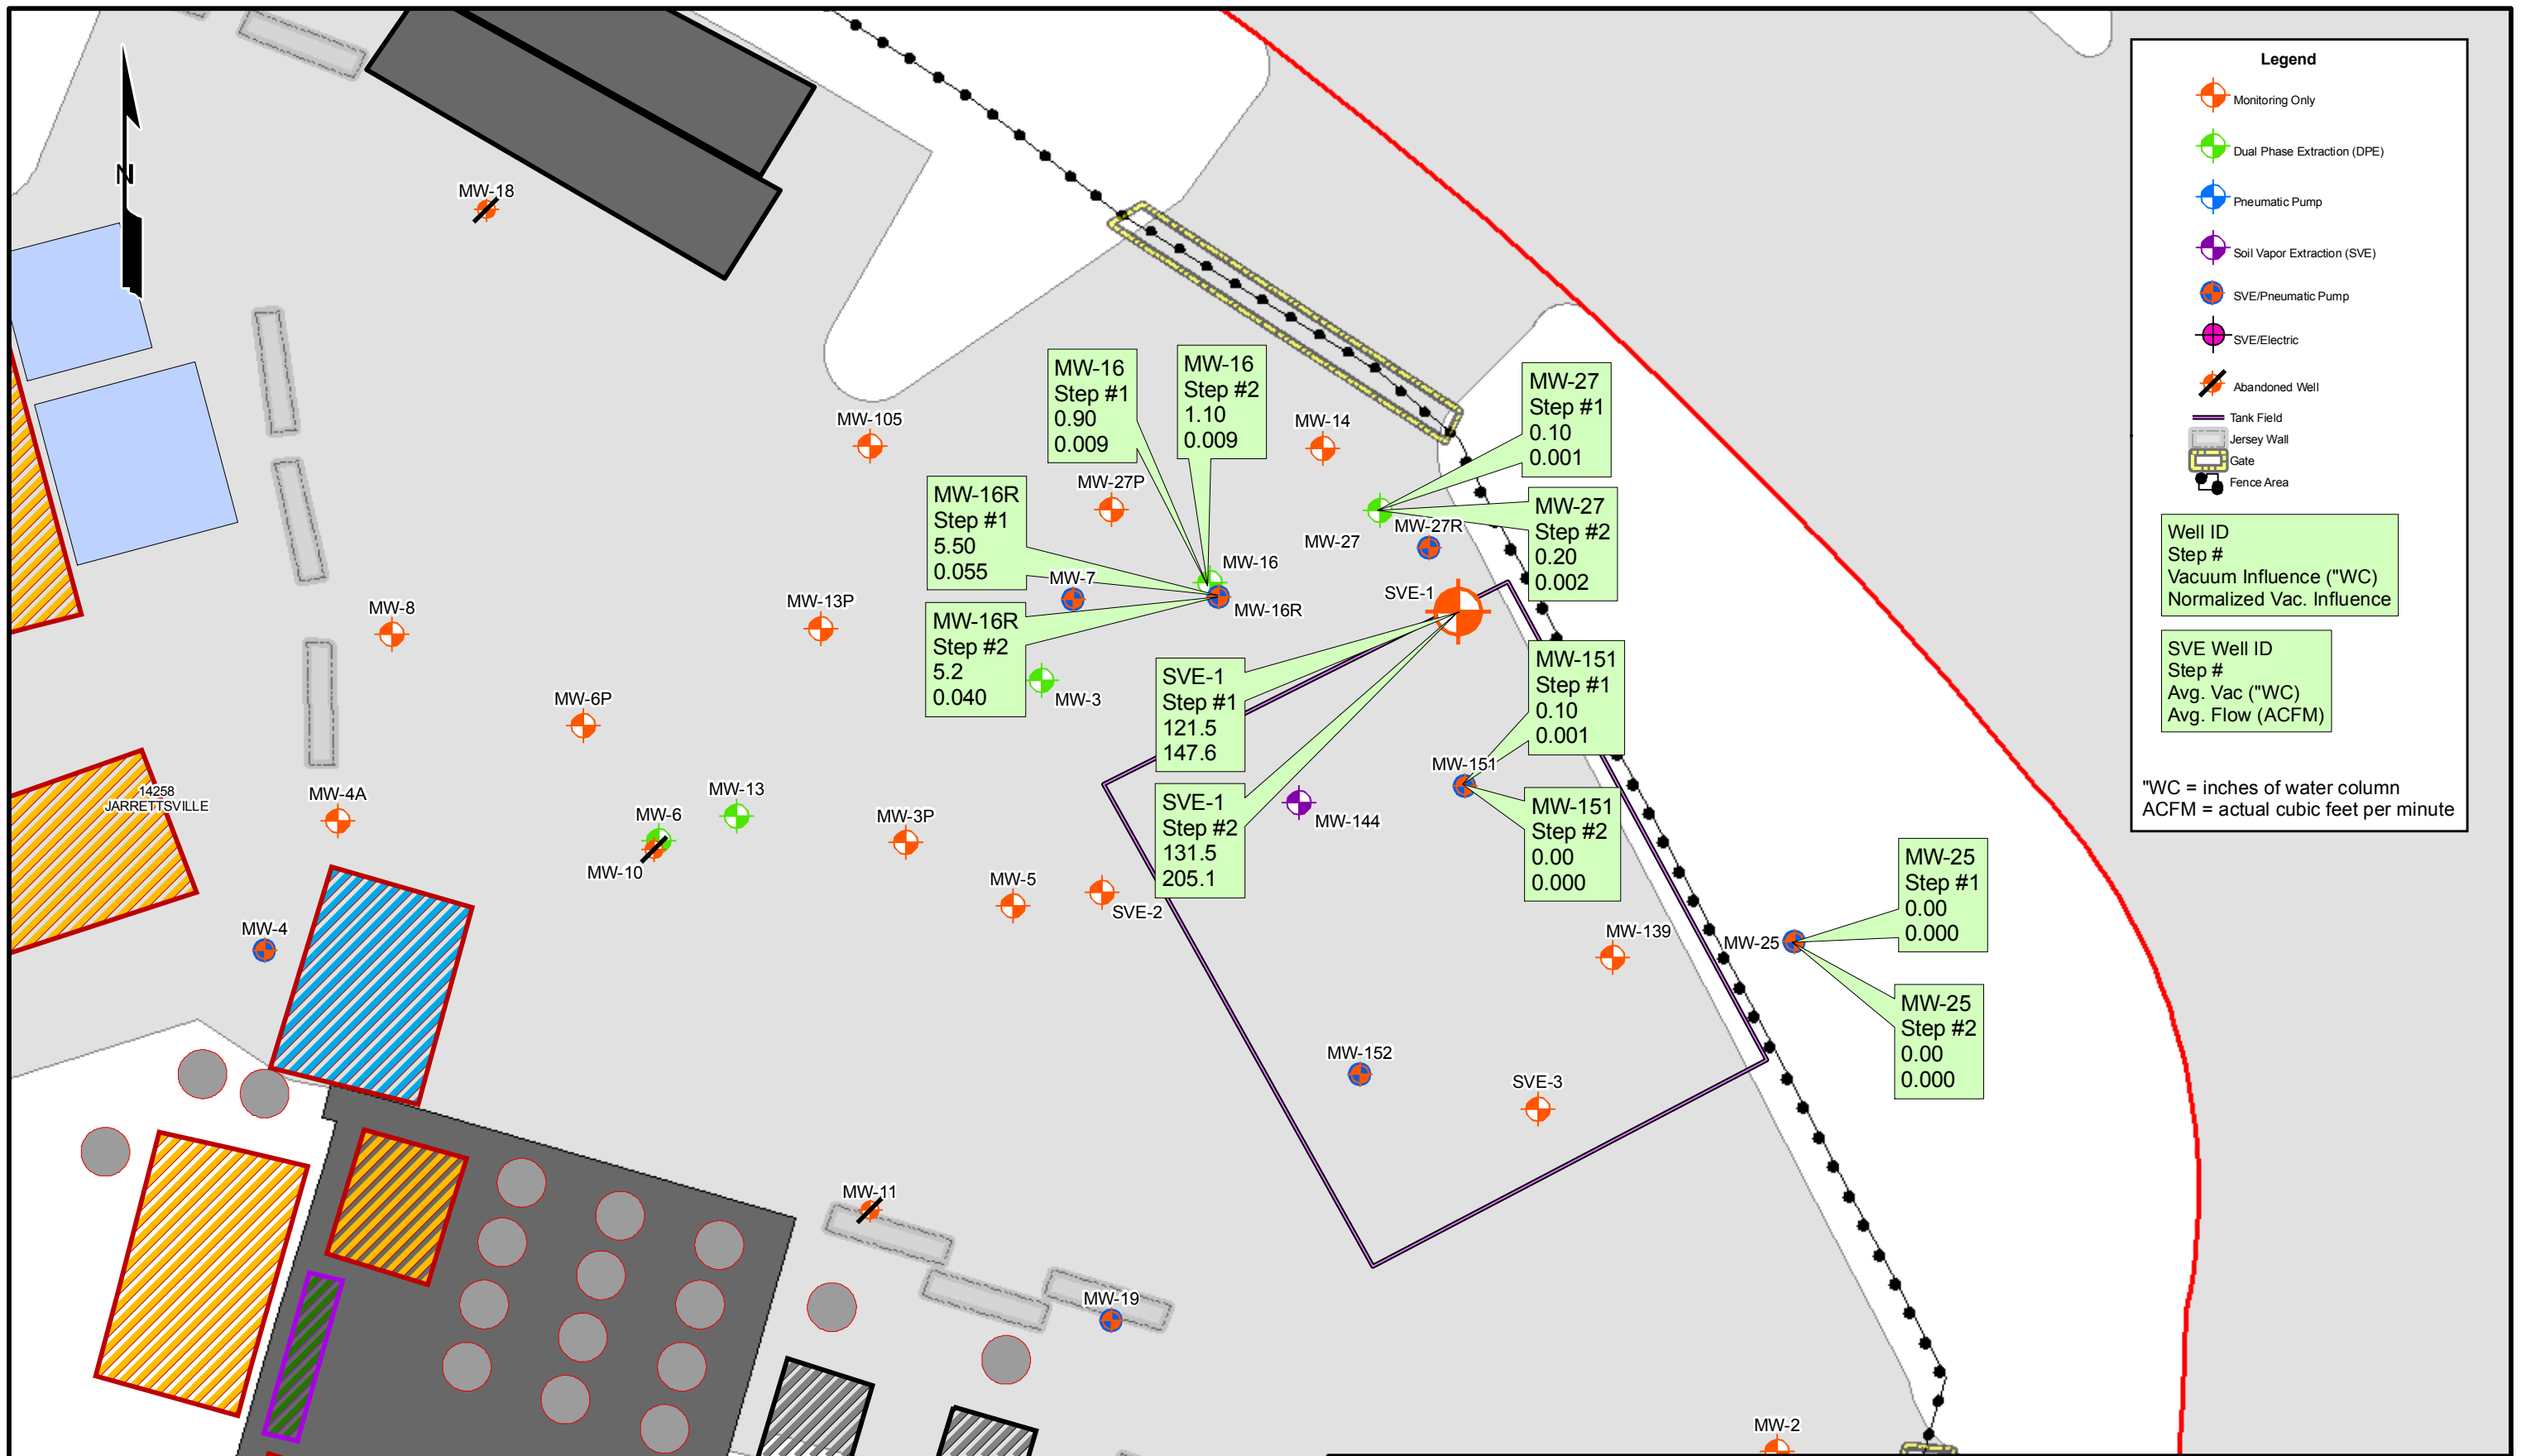 N
MW-18
Legend
Monitoring Only
Dual Phase Extraction (DPE)
Pneumatic Pump
Soil Vapor Extraction (SVE)
SVE/Pneumatic Pump
SVE/Electric
Abandoned Well
Tank Field
Jersey Wall
Gate
Fence Area
Well ID
Step #
Vacuum Influence ("WC)
Normalized Vac. Influence
SVE Well ID
Step #
Avg. Vac ("WC)
Avg. Flow (ACFM)
"WC = inches of water column
ACFM = actual cubic feet per minute
MW-16
Step #1
0.90
0.009
MW-16
Step #2
1.10
0.009
MW-27
Step #1
0.10
0.001
MW-105
MW-14
MW-27P
MW-16R
Step #1
5.50
0.055
MW-27
Step #2
0.20
0.002
MW-27R
MW-27
MW-16
MW-7
MW-16R
SVE-1
MW-8
MW-13P
MW-16R
Step #2
5.2
0.040
MW-3
SVE-1
Step #1
121.5
147.6
MW-151
Step #1
0.10
0.001
MW-6P
MW-151
14258
JARRETTSVILLE
MW-4A
MW-13
MW-6
MW-10
MW-3P
SVE-1
Step #2
131.5
205.1
MW-144
MW-151
Step #2
0.00
0.000
MW-5
SVE-2
MW-4
MW-139
MW-25
MW-25
Step #1
0.00
0.000
MW-25
Step #2
0.00
0.000
MW-152
SVE-3
MW-11
MW-19
MW-2